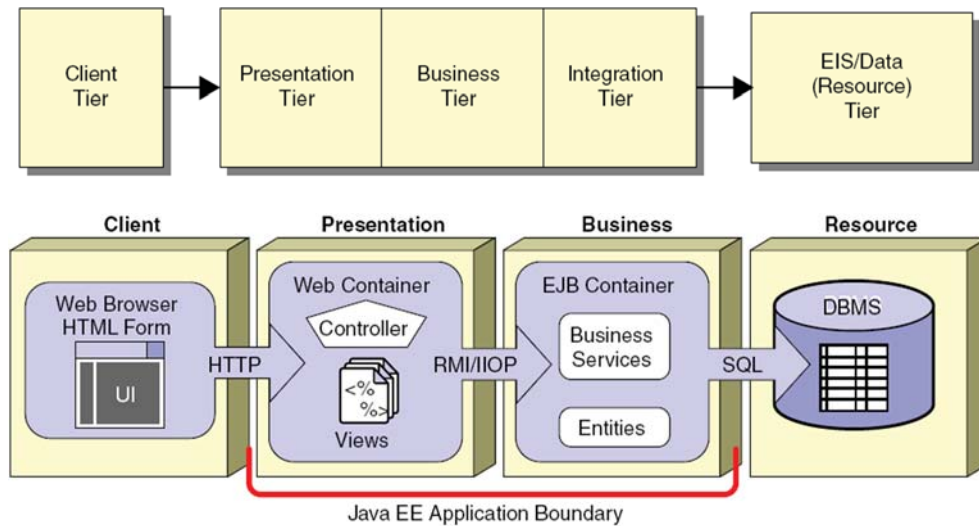 Client
Tier
Presentation
Tier
Business
Tier
Integration
Tier
EIS/Data
(Resource)
Tier
Client
Presentation
Business
Resource
Web Browser
HTML Form
UI
HTTP
Web Container
Controller
<%
%>
Views
RMI/IIOP
EJB Container
Business
Services
Entities
SQL
DBMS
Java EE Application Boundary